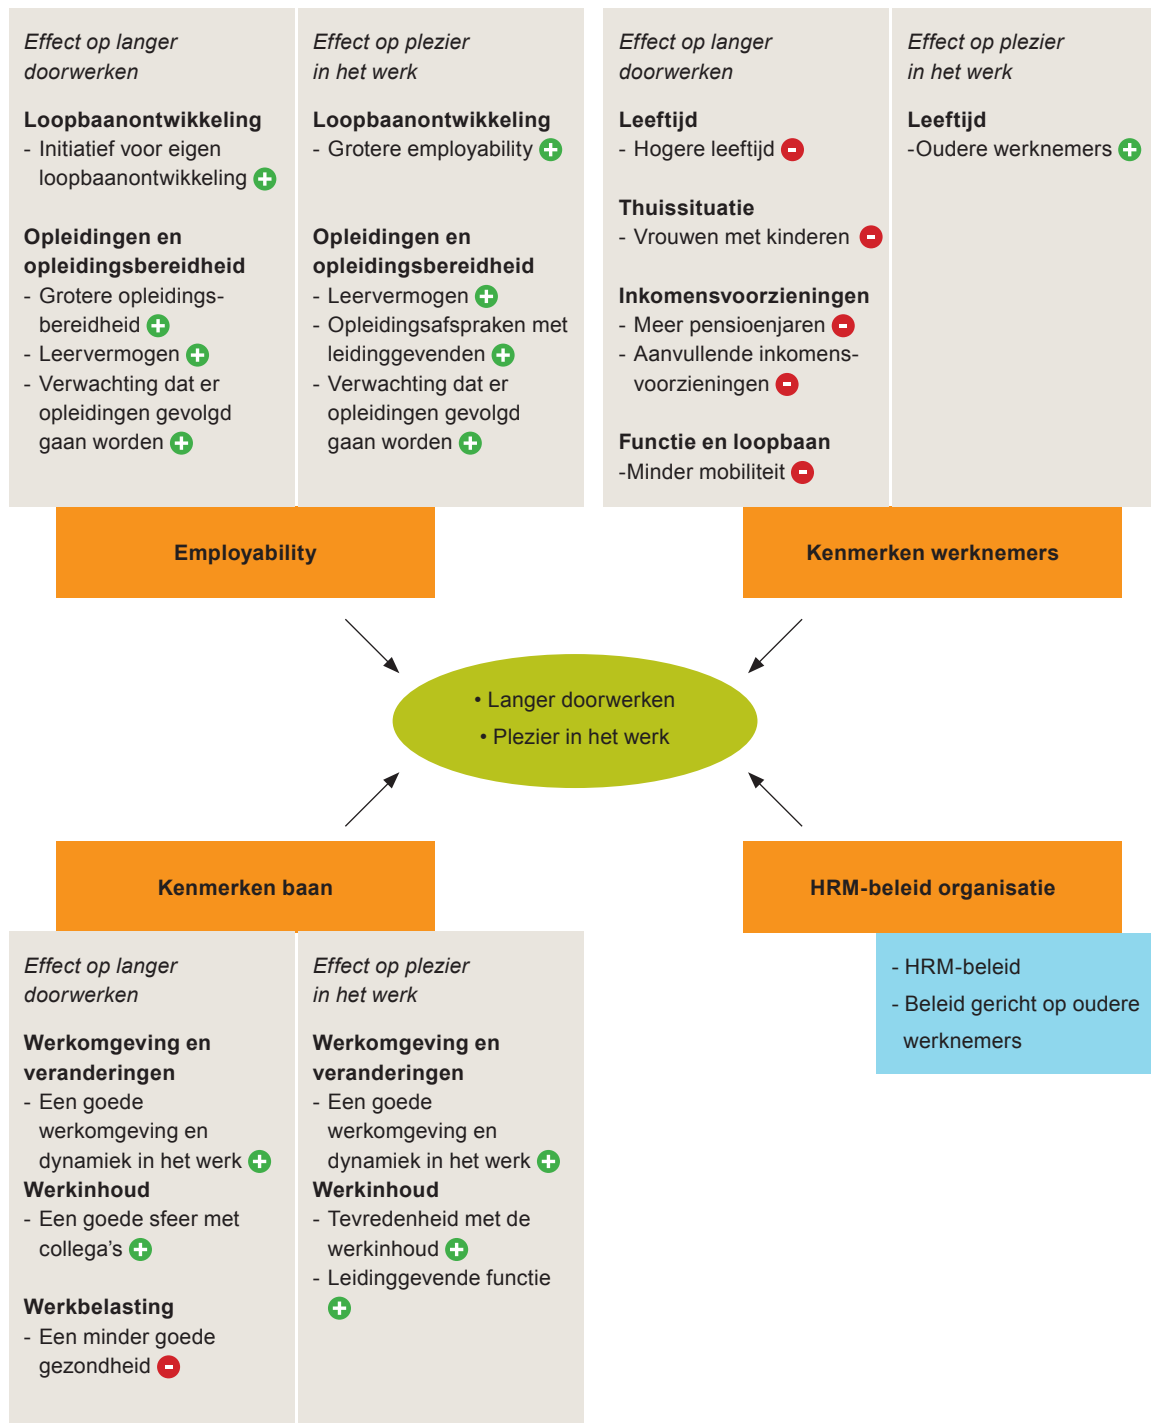 Effect op langer
doorwerken
Loopbaanontwikkeling
- Initiatief voor eigen
loopbaanontwikkeling +
Opleidingen en
opleidingsbereidheid
- Grotere opleidings-
bereidheid +
- Leervermogen +
- Verwachting dat er
opleidingen gevolgd
gaan worden +
Effect op plezier
in het werk
Loopbaanontwikkeling
- Grotere employability +
Opleidingen en
opleidingsbereidheid
- Leervermogen +
- Opleidingsafspraken met
leidinggevenden +
- Verwachting dat er
opleidingen gevolgd
gaan worden +
Employability
Effect op langer
doorwerken
Leeftijd
- Hogere leeftijd -
Thuissituatie
- Vrouwen met kinderen -
Inkomensvoorzieningen
- Meer pensioenjaren -
- Aanvullende inkomens-
voorzieningen -
Functie en loopbaan
-Minder mobiliteit -
Effect op plezier
in het werk
Leeftijd
-Oudere werknemers +
Kenmerken werknemers
• Langer doorwerken
• Plezier in het werk
Kenmerken baan
Effect op langer
doorwerken
Werkomgeving en
veranderingen
- Een goede
werkomgeving en
dynamiek in het werk +
Werkinhoud
- Een goede sfeer met
collega's +
Werkbelasting
- Een minder goede
gezondheid -
Effect op plezier
in het werk
Werkomgeving en
veranderingen
- Een goede
werkomgeving en
dynamiek in het werk +
Werkinhoud
- Tevredenheid met de
werkinhoud +
- Leidinggevende functie
+
HRM-beleid organisatie
- HRM-beleid
- Beleid gericht op oudere
werknemers